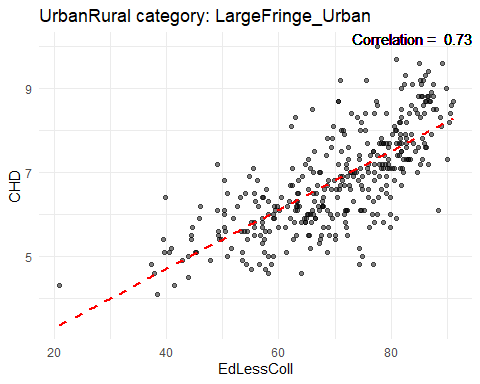 UrbanRural category: LargeFringe_Urban
Correlation = 0.73
9
7
5
CHD
20
40
60
80
EdLessColl